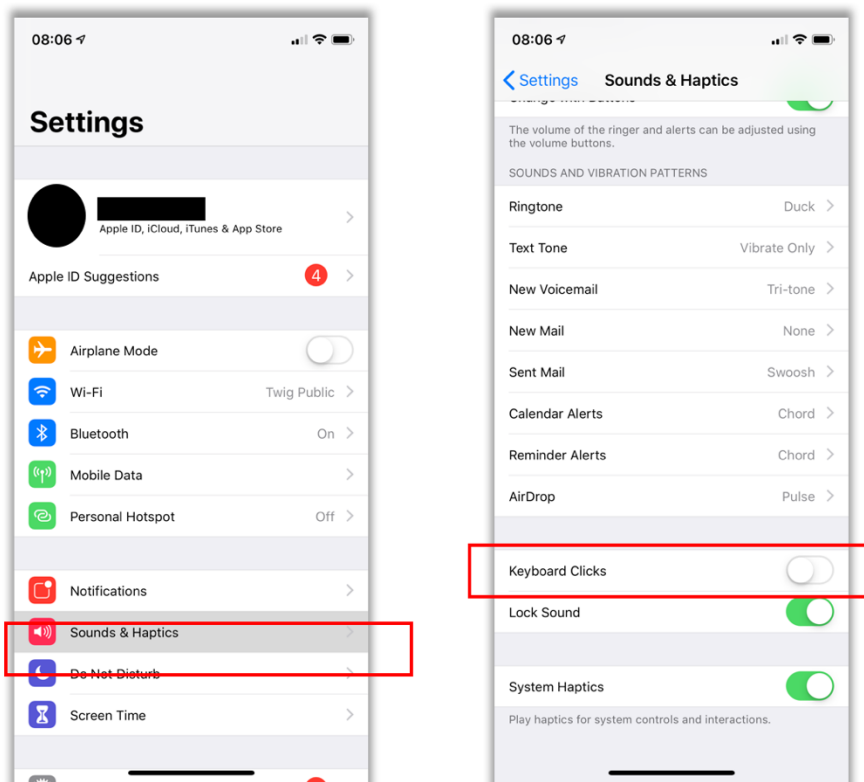 08:06
Settings
Apple ID, iCloud, iTunes & App Store
Apple ID Suggestions 4
Airplane Mode
Wi-Fi Twig Public
Bluetooth On
Mobile Data
Personal Hotspot Off
Notifications
Sounds & Haptics
Do Not Disturb
Screen Time
08:06
Settings Sounds & Haptics
Change with Buttons
The volume of the ringer and alerts can be adjusted using
the volume buttons.
SOUNDS AND VIBRATION PATTERNS
Ringtone Duck
Text Tone Vibrate Only
New Voicemail Tri-tone
New Mail None
Sent Mail Swoosh
Calendar Alerts Chord
Reminder Alerts Chord
AirDrop Pulse
Keyboard Clicks
Lock Sound
System Haptics
Play haptics for system controls and interactions.